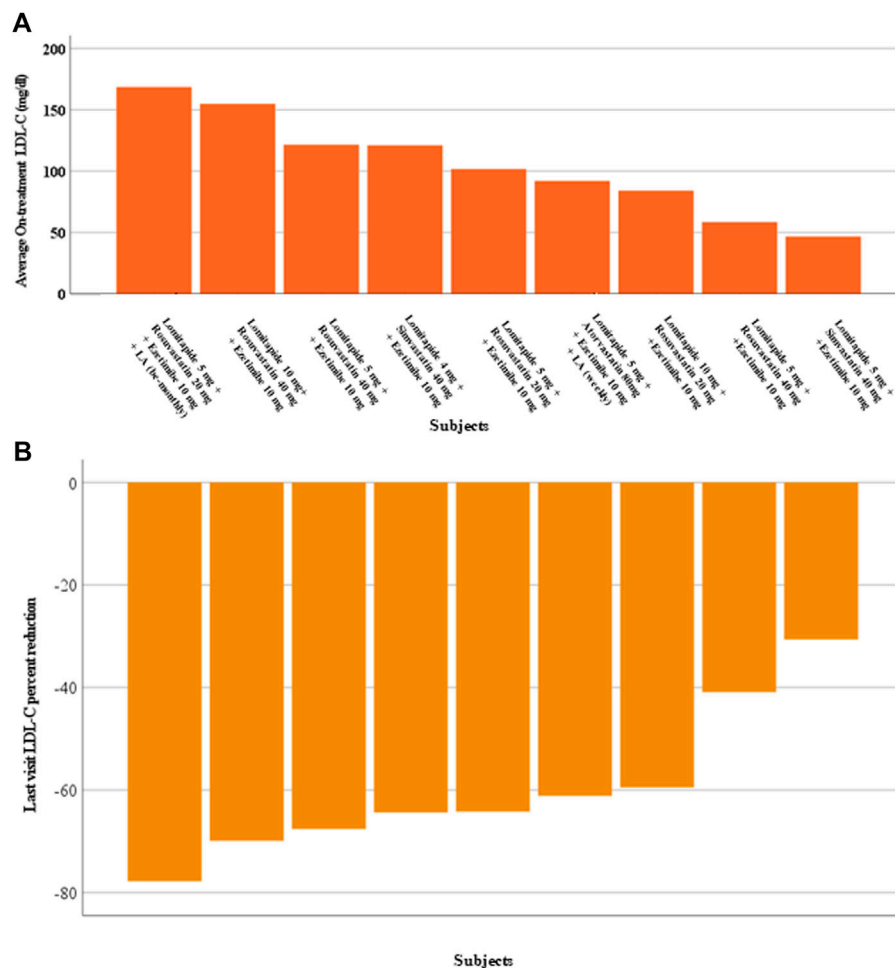 A
200
150
100
50
0
Average On-treatment LDL-C (mg/dl)
Lomitapide 5 mg +
Rosuvastatin 20 mg
+ Ezetimibe 10 mg
+ LA (be-monthly)
Lomitapide 10 mg+
Rosuvastatin 40 mg
+ Ezetimibe 10 mg
Lomitapide 5 mg +
Rosuvastatin 40 mg
+ Ezetimibe 10 mg
Lomitapide 4 mg +
Simvastatin 40 mg
+ Ezetimibe 10 mg
Lomitapide 5 mg +
Rosuvastatin 20 mg
+ Ezetimibe 10 mg
Lomitapide 5 mg +
Atorvastatin 80mg
+ Ezetimibe 10 mg
+ LA (weekly)
Lomitapide 10 mg +
Rosuvastatin 20 mg
+Ezetimibe 10 mg
Lomitapide 5 mg +
Rosuvastatin 40 mg
+Ezetimibe 10 mg
Lomitapide 5 mg +
Simvastatin 40 mg
+Ezetimibe 10 mg
Subjects
B
0
-20
-40
-60
-80
Last visit LDL-C percent reduction
Subjects